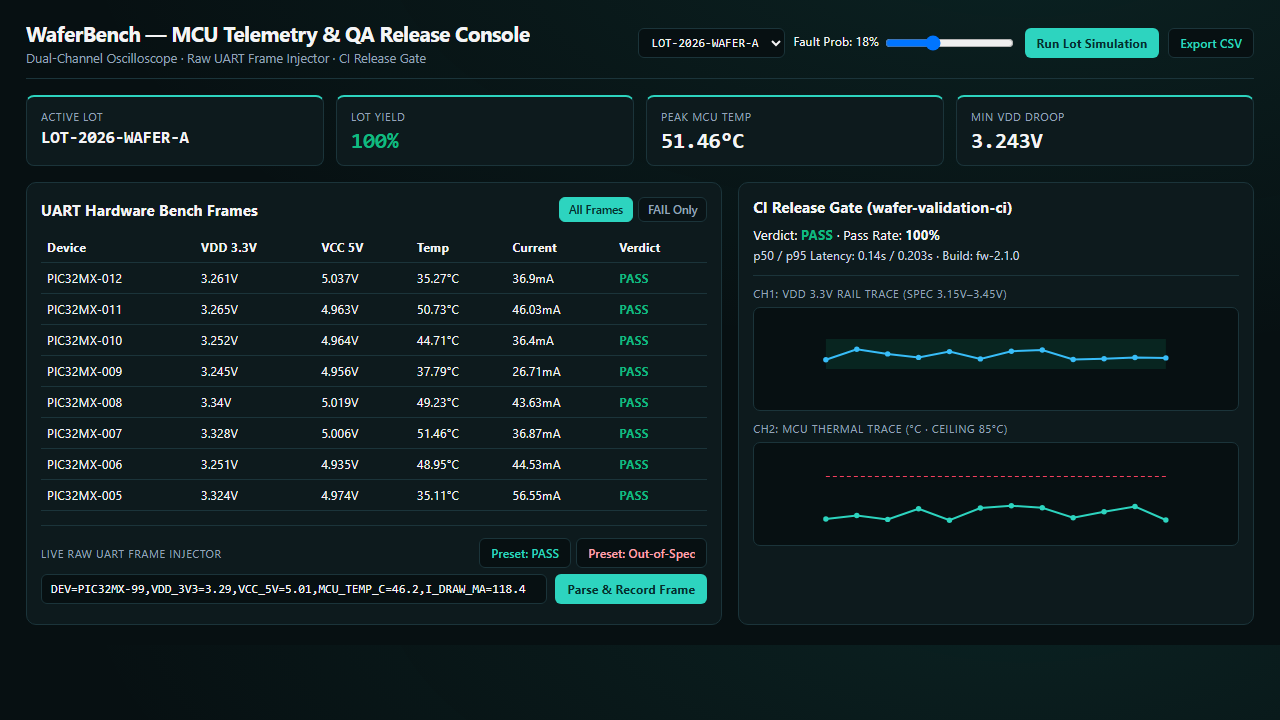 WaferBench — MCU Telemetry & QA Release Console
Dual-Channel Oscilloscope · Raw UART Frame Injector · CI Release Gate
LOT-2026-WAFER-A
Fault Prob: 18%
Run Lot Simulation
Export CSV
ACTIVE LOT
LOT-2026-WAFER-A
LOT YIELD
100%
PEAK MCU TEMP
51.46°C
MIN VDD DROOP
3.243V
UART Hardware Bench Frames
All Frames
FAIL Only
Device VDD 3.3V VCC 5V Temp Current Verdict
PIC32MX-012 3.261V 5.037V 35.27°C 36.9mA PASS
PIC32MX-011 3.265V 4.963V 50.73°C 46.03mA PASS
PIC32MX-010 3.252V 4.964V 44.71°C 36.4mA PASS
PIC32MX-009 3.245V 4.956V 37.79°C 26.71mA PASS
PIC32MX-008 3.34V 5.019V 49.23°C 43.63mA PASS
PIC32MX-007 3.328V 5.006V 51.46°C 36.87mA PASS
PIC32MX-006 3.251V 4.935V 48.95°C 44.53mA PASS
PIC32MX-005 3.324V 4.974V 35.11°C 56.55mA PASS
LIVE RAW UART FRAME INJECTOR
Preset: PASS
Preset: Out-of-Spec
DEV=PIC32MX-99,VDD_3V3=3.29,VCC_5V=5.01,MCU_TEMP_C=46.2,I_DRAW_MA=118.4
Parse & Record Frame
CI Release Gate (wafer-validation-ci)
Verdict: PASS · Pass Rate: 100%
p50 / p95 Latency: 0.14s / 0.203s · Build: fw-2.1.0
CH1: VDD 3.3V RAIL TRACE (SPEC 3.15V–3.45V)
CH2: MCU THERMAL TRACE (°C · CEILING 85°C)